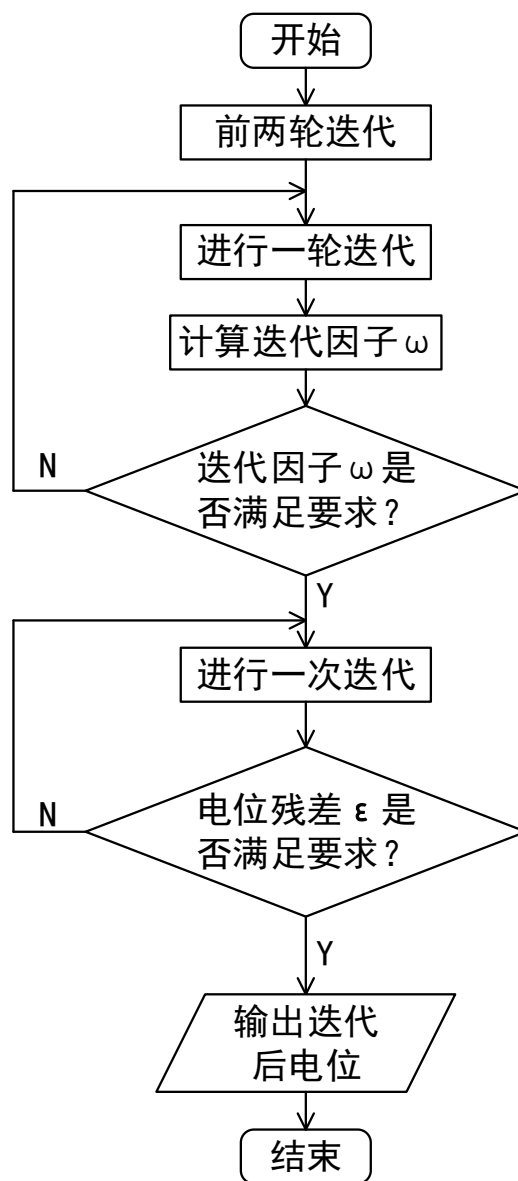 开始
前两轮迭代
进行一轮迭代
计算迭代因子ω
迭代因子ω是
否满足要求?
N
Y
进行一次迭代
电位残差 ε 是
否满足要求?
N
Y
输出迭代
后电位
结束